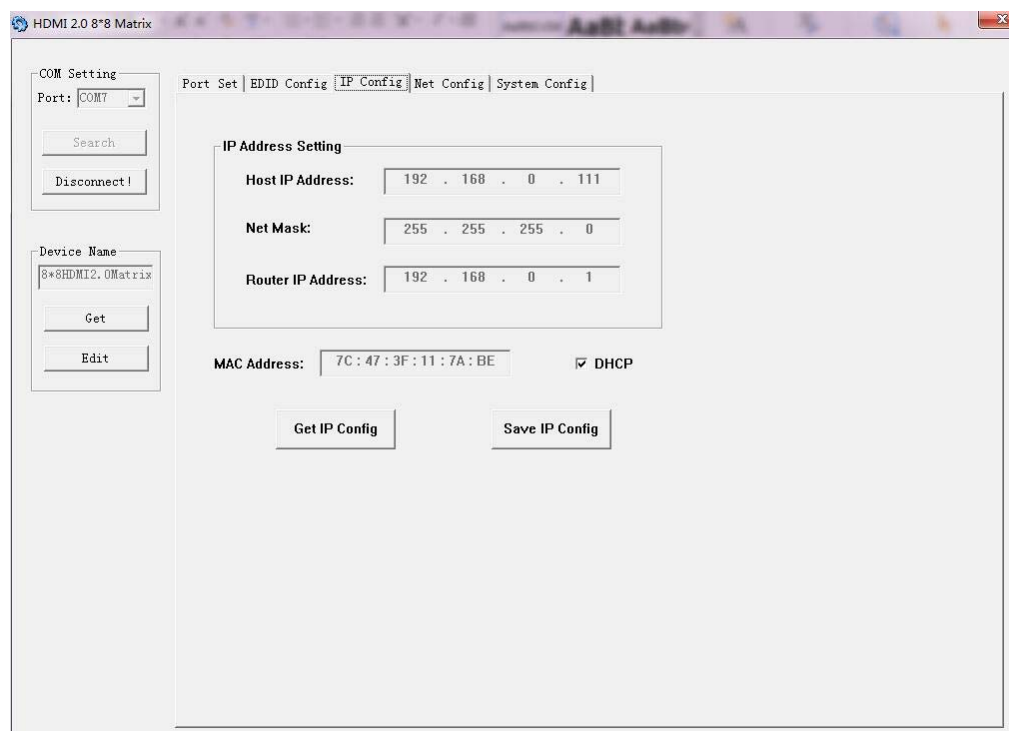 HDMI 2.0 8*8 Matrix
AaBt AaBb
COM Setting
Port: COM7
Search
Disconnect!
Device Name
8*8HDMI2.0Matrix
Get
Edit
Port Set EDID Config IP Config Net Config System Config
IP Address Setting
Host IP Address: 192 . 168 . 0 . 111
Net Mask: 255 . 255 . 255 . 0
Router IP Address: 192 . 168 . 0 . 1
MAC Address: 7C : 47 : 3F : 11 : 7A : BE DHCP
Get IP Config Save IP Config